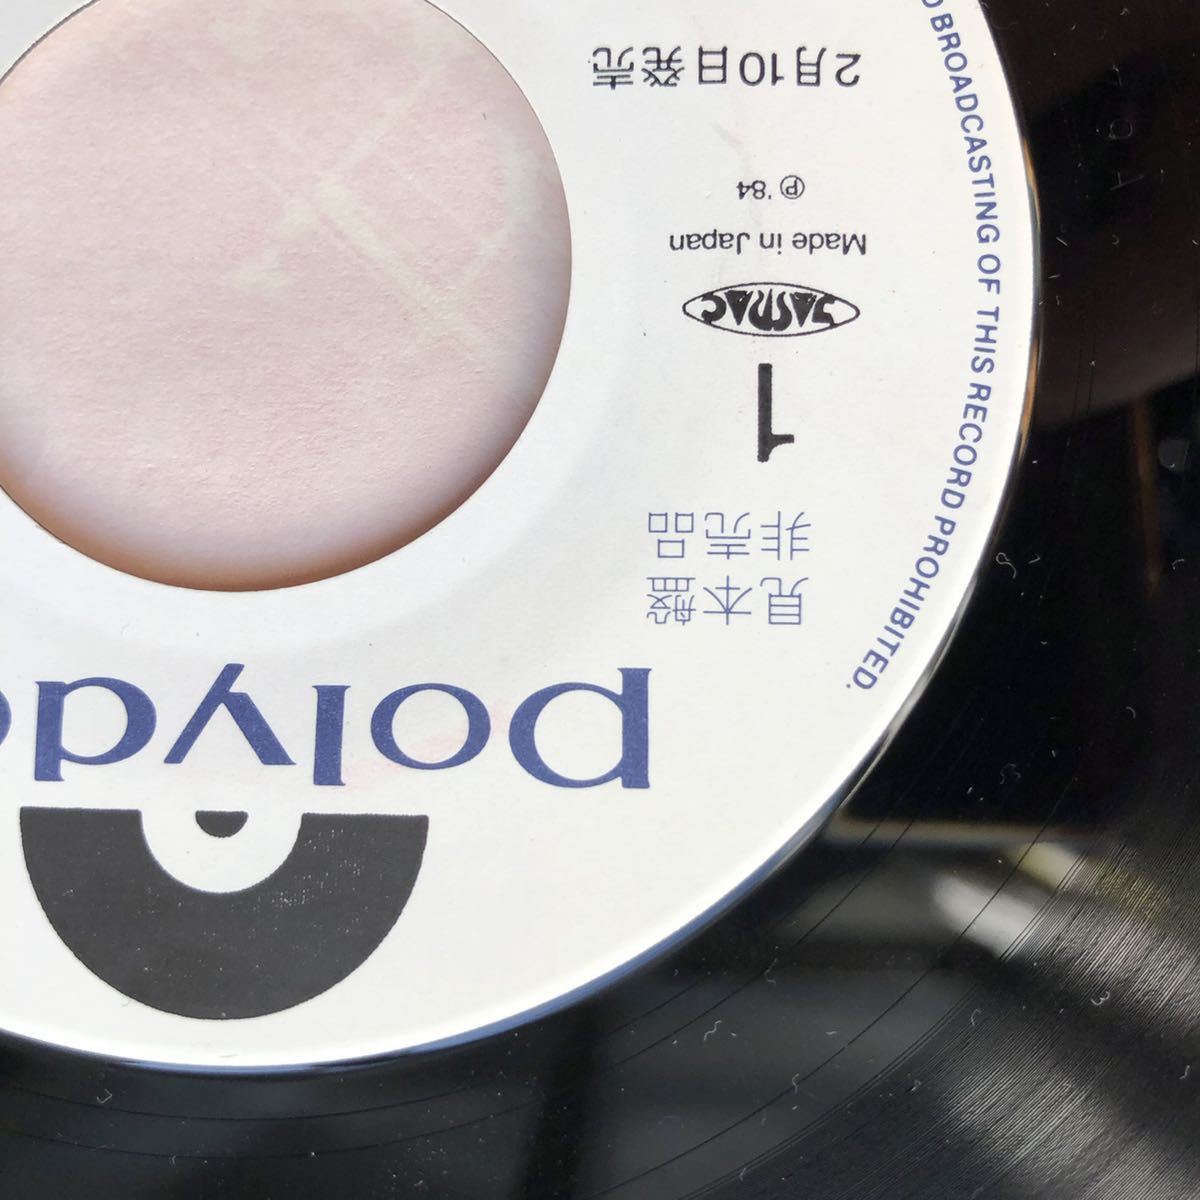 polydo
見本盤
非売品
1
JASRAC
Made in Japan
Ⓟ '84
2月10日発売
BROADCASTING OF THIS RECORD PROHIBITED.